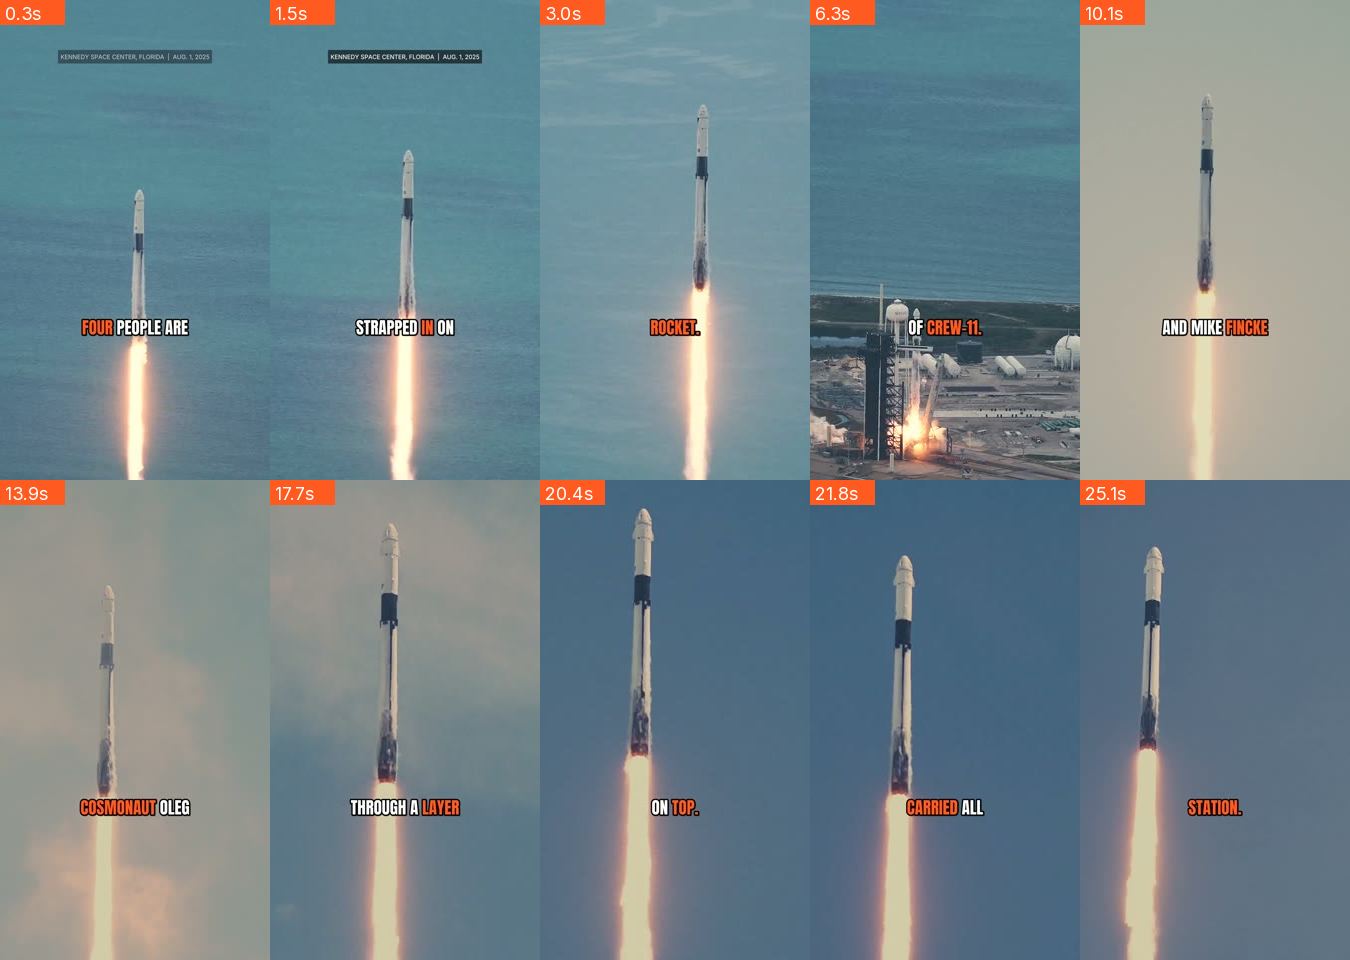 0.3s
KENNEDY SPACE CENTER, FLORIDA | AUG. 1, 2025
FOUR PEOPLE ARE
1.5s
KENNEDY SPACE CENTER, FLORIDA | AUG. 1, 2025
STRAPPED IN ON
3.0s
ROCKET.
6.3s
OF CREW-11.
10.1s
AND MIKE FINCKE
13.9s
COSMONAUT OLEG
17.7s
THROUGH A LAYER
20.4s
ON TOP.
21.8s
CARRIED ALL
25.1s
STATION.